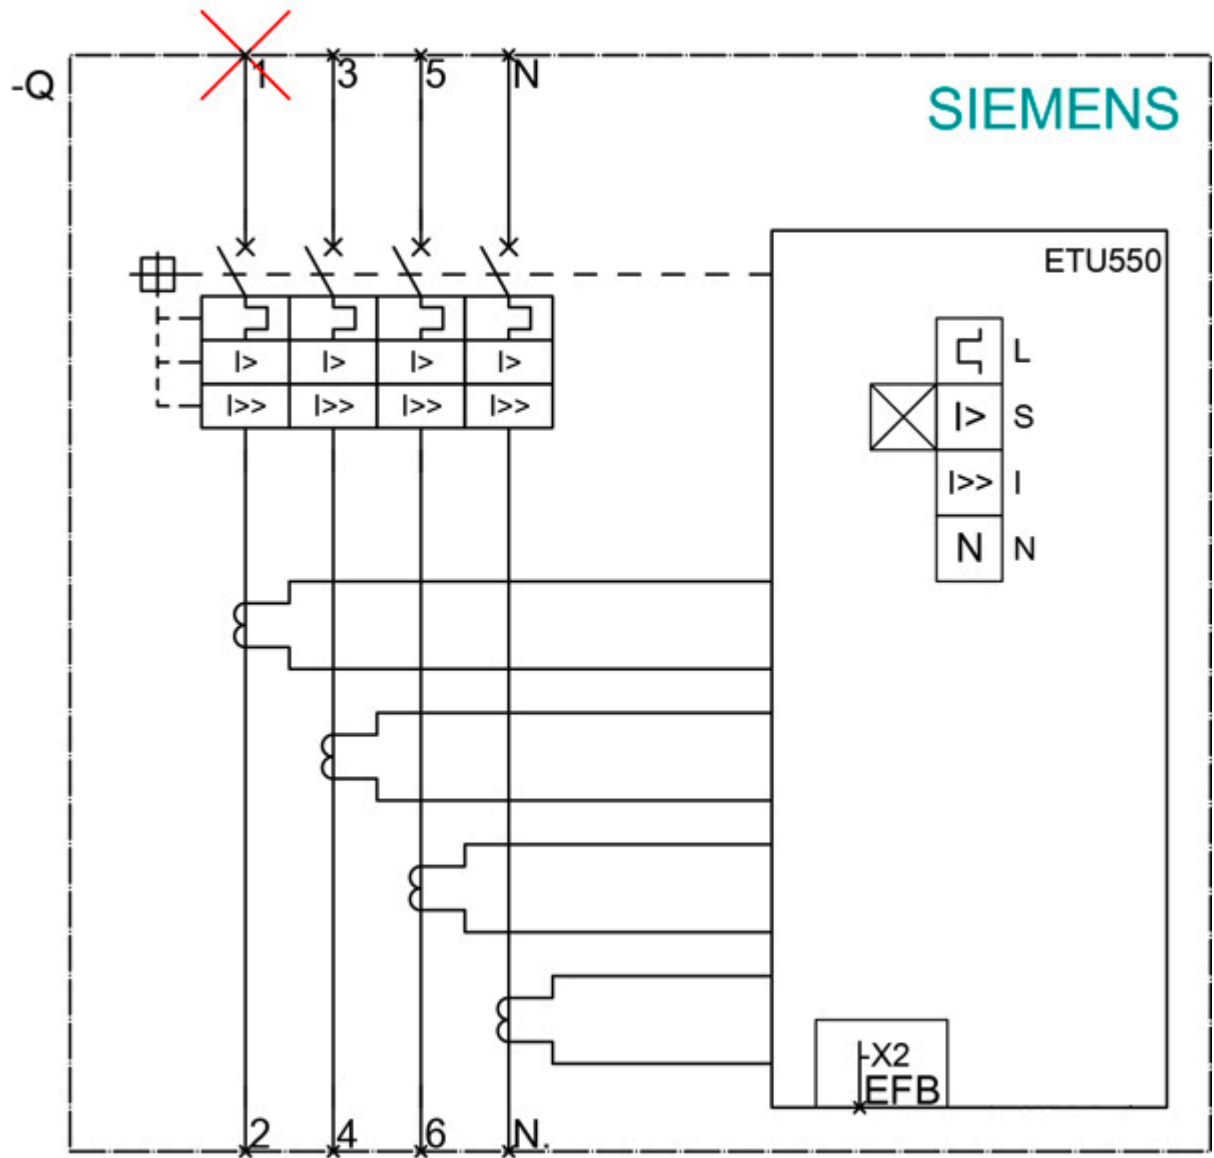 -Q
1 3 5 N
SIEMENS
ETU550
L
I> I> I> I> I> S
I>> I>> I>> I>> I>> I
N N
-X2
EFB
2 4 6 N.